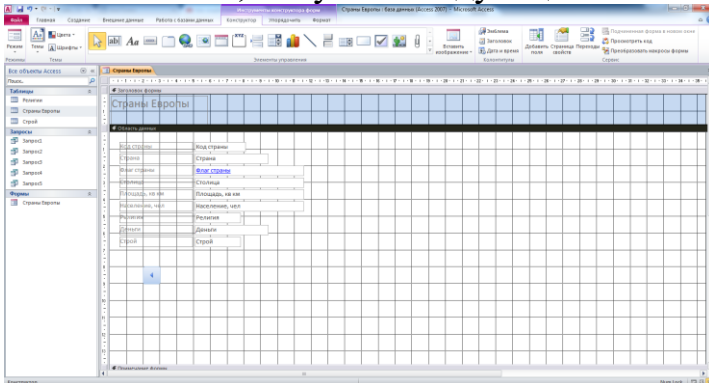 Инструменты конструктора форм
Страны Европы : база данных (Access 2007) - Microsoft Access
Файл Главная Создание Внешние данные Работа с базами данных Конструктор Упорядочить Формат
Режим
Темы
Цвета
Шрифты
Aa
Вставить изображение
Эмблема
Заголовок
Дата и время
Добавить поля
Страница свойств
Переходы
Подчиненная форма в новом окне
Просмотреть код
Преобразовать макросы формы
Режимы Темы Элементы управления Колонтитулы Сервис
Все объекты Access
Поиск...
Таблицы
Религии
Страны Европы
Строй
Запросы
Запрос1
Запрос2
Запрос3
Запрос4
Запрос5
Формы
Страны Европы
Страны Европы
Заголовок формы
Страны Европы
Область данных
Код страны Код страны
Страна Страна
Флаг страны Флаг страны
Столица Столица
Площадь, кв км Площадь, кв км
Население, чел Население, чел
Религия Религия
Деньги Деньги
Строй Строй
Примечание формы
Конструктор
Num Lock